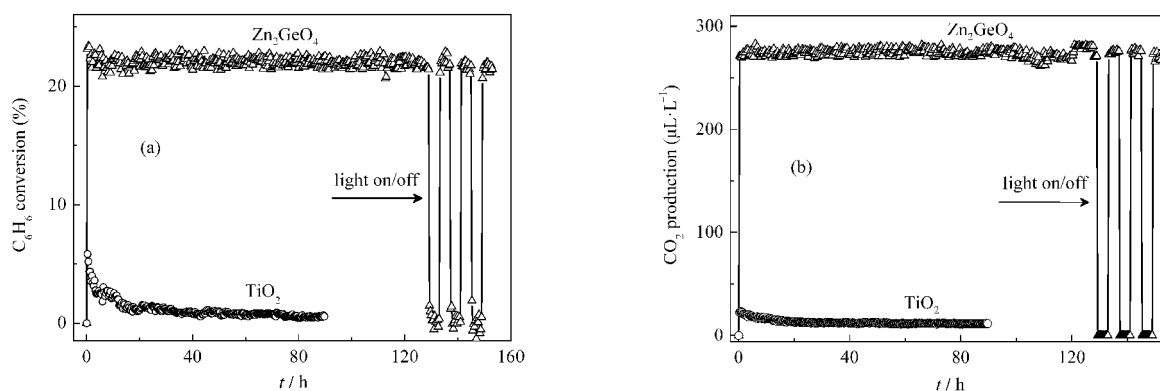 Zn₂GeO₄
20
10
0
C₆H₆ conversion (%)
(a)
light on/off
TiO₂
0 40 80 120 160
t / h
300
200
100
0
CO₂ production (μL·L⁻¹)
Zn₂GeO₄
(b)
light on/off
TiO₂
0 40 80 120
t / h